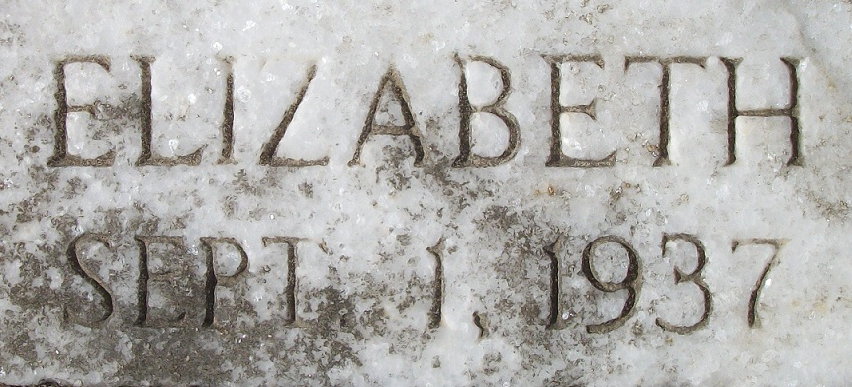 ELIZABETH
SEPT. 1, 1937